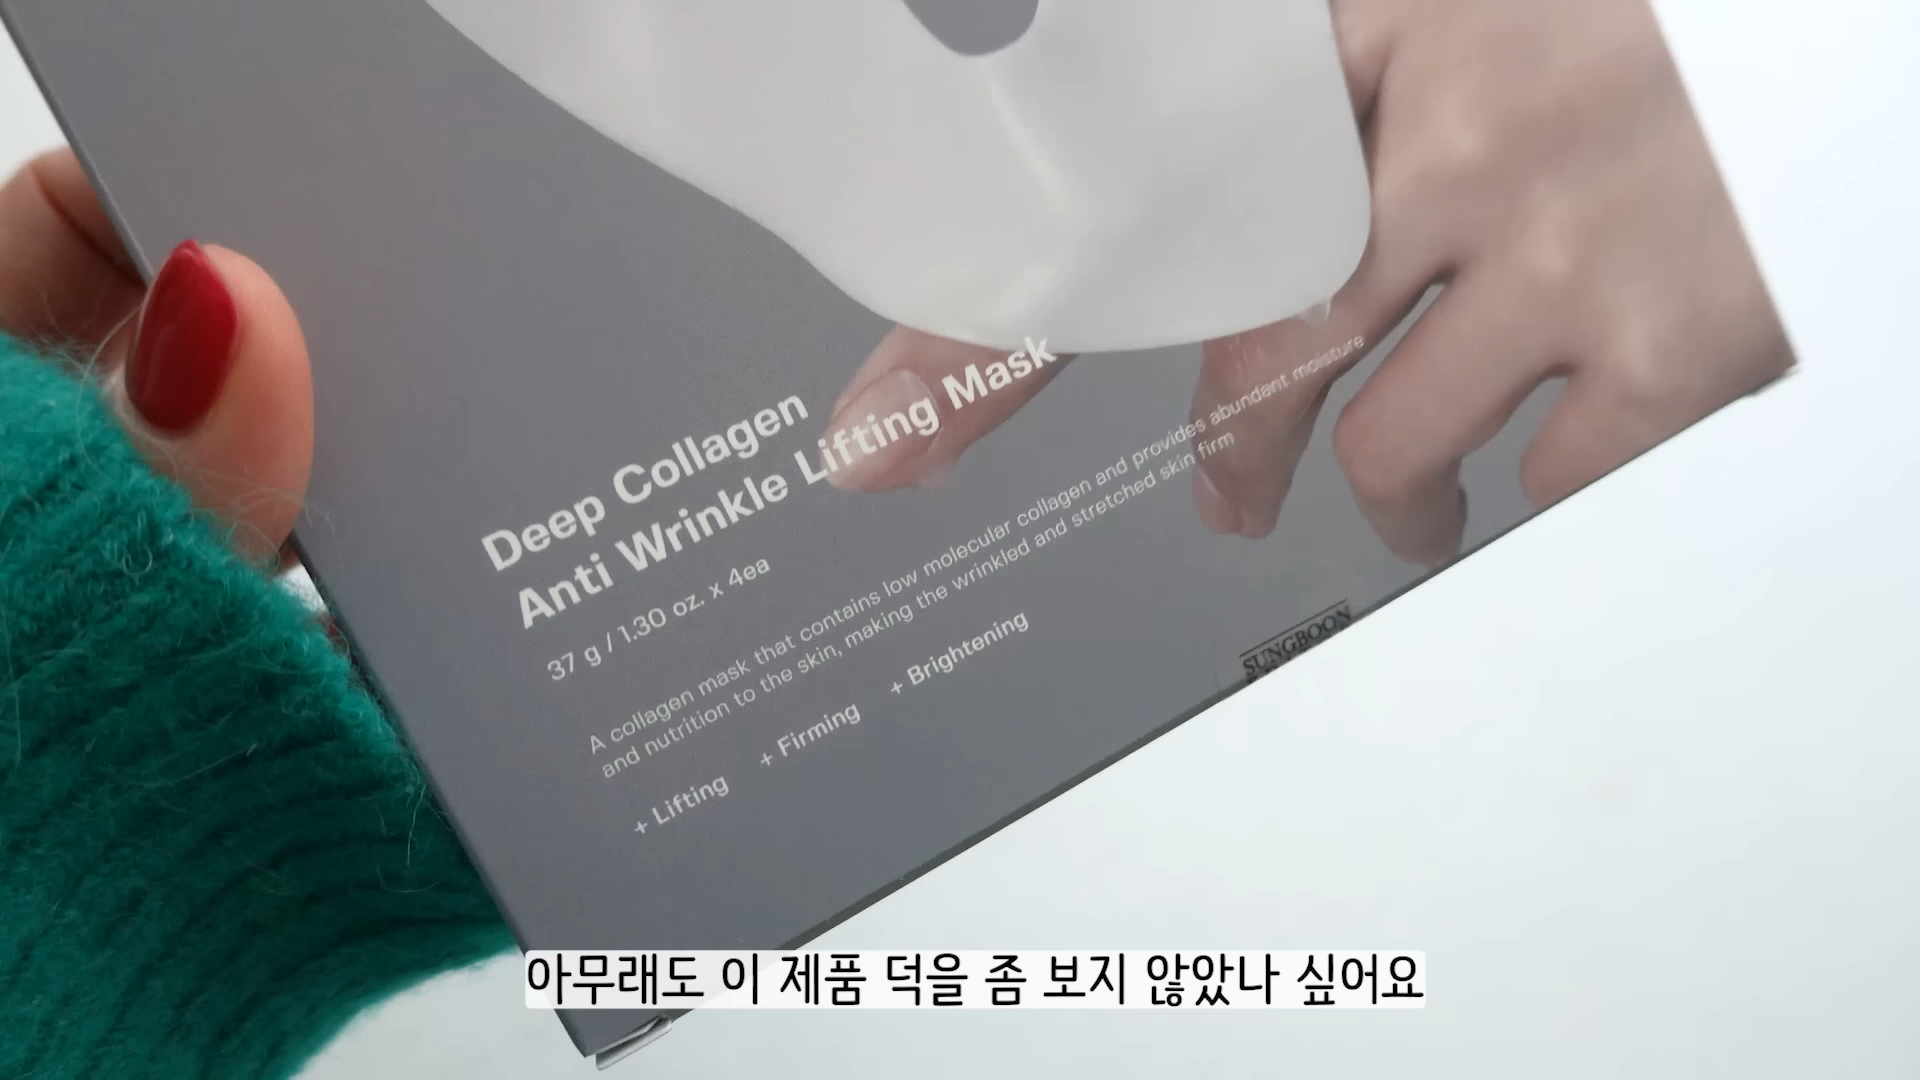 Deep Collagen
Anti Wrinkle Lifting Mask
37 g / 1.30 oz. x 4ea
A collagen mask that contains low molecular collagen and provides abundant moisture
and nutrition to the skin, making the wrinkled and stretched skin firm
+ Lifting + Firming + Brightening
SUNGBOON
아무래도 이 제품 덕을 좀 보지 않았나 싶어요